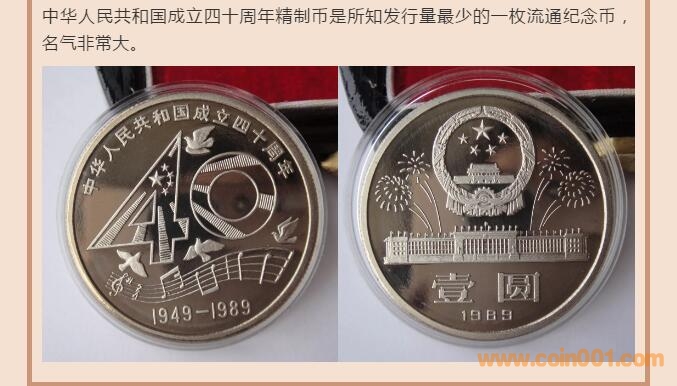 中华人民共和国成立四十周年精制币是所知发行量最少的一枚流通纪念币，
名气非常大。
中华人民共和国成立四十周年
40
1949-1989
壹圆
1989
www.coin001.com